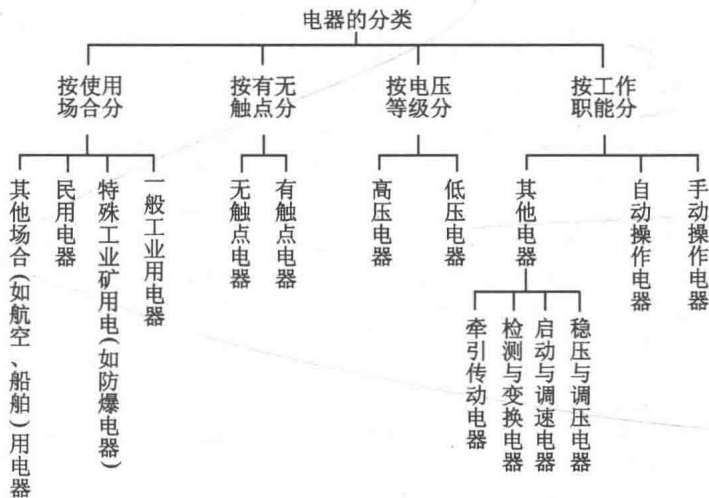 电器的分类
按使用
场合分
按有无
触点分
按电压
等级分
按工作
职能分
其他场合(如航空、船舶)用电器
民用电器
特殊工业矿用电(如防爆电器)
一般工业用电器
无触点电器
有触点电器
高压电器
低压电器
其他电器
自动操作电器
手动操作电器
牵引传动电器
检测与变换电器
启动与调速电器
稳压与调压电器